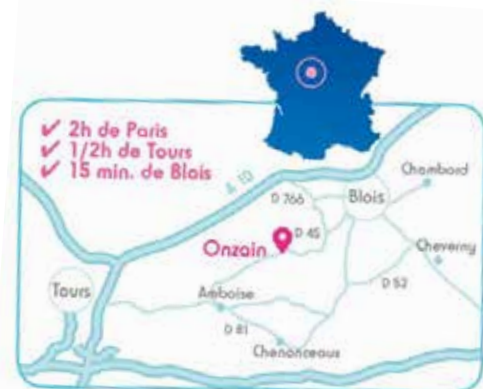 ✔ 2h de Paris
✔ 1/2h de Tours
✔ 15 min. de Blois
A 10
D 766
Blois
Chambord
D 45
Onzain
Cheverny
Tours
D 52
Amboise
D 81
Chenonceaux